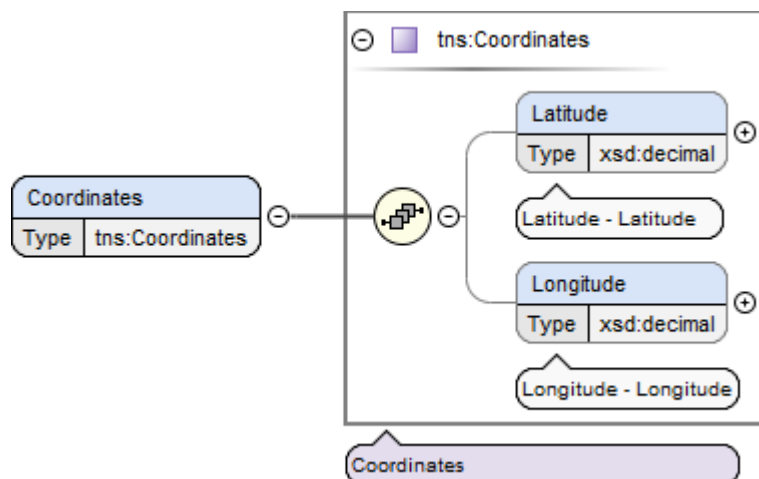 tns:Coordinates
Latitude
Type xsd:decimal
Latitude - Latitude
Coordinates
Type tns:Coordinates
Longitude
Type xsd:decimal
Longitude - Longitude
Coordinates